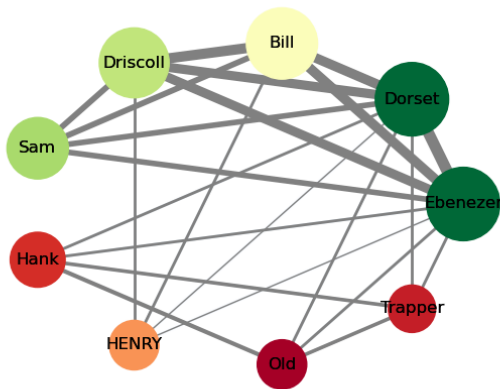 Bill
Driscoll
Dorset
Sam
Ebenezer
Hank
Trapper
HENRY
Old